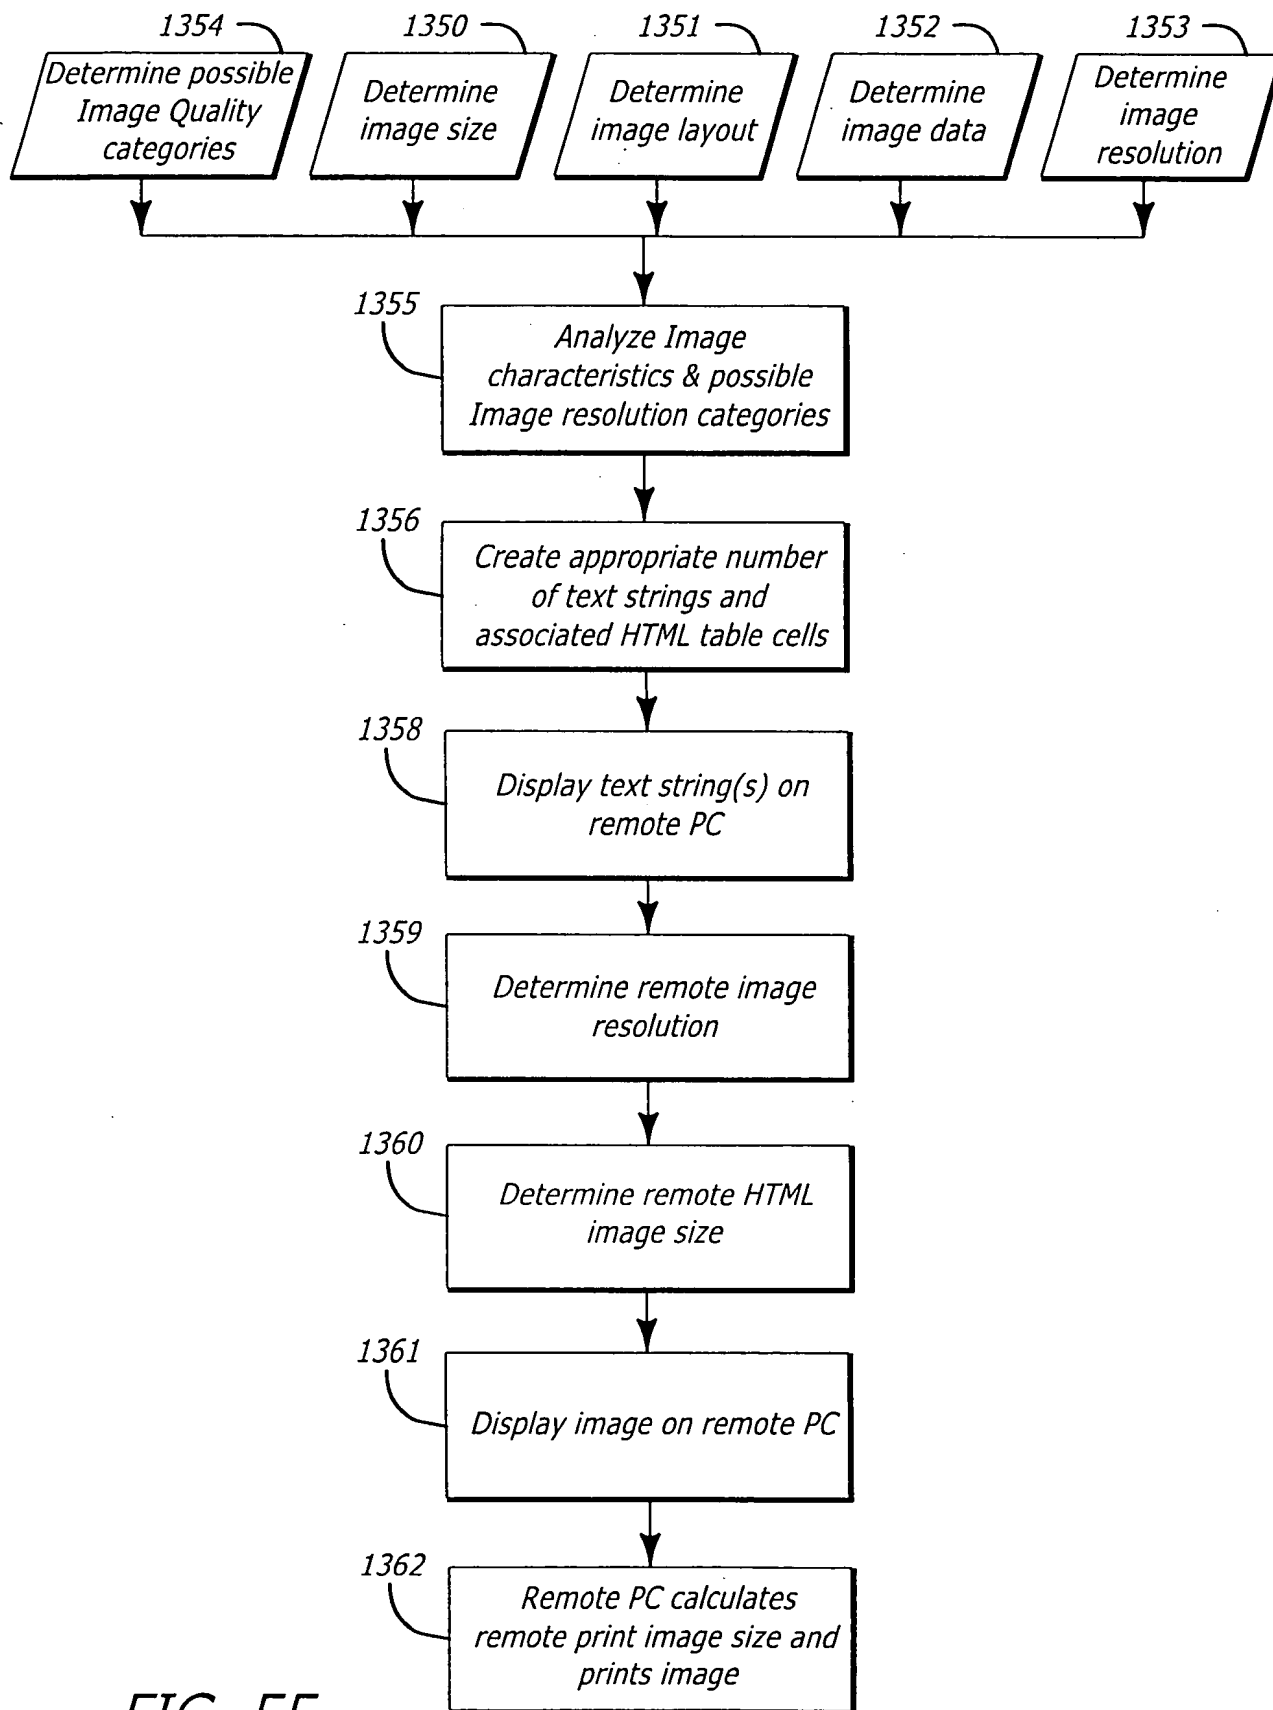 1354
1350
1351
1352
1353
Determine possible
Image Quality
categories
Determine
image size
Determine
image layout
Determine
image data
Determine
image
resolution
1355
Analyze Image
characteristics & possible
Image resolution categories
1356
Create appropriate number
of text strings and
associated HTML table cells
1358
Display text string(s) on
remote PC
1359
Determine remote image
resolution
1360
Determine remote HTML
image size
1361
Display image on remote PC
1362
Remote PC calculates
remote print image size and
prints image